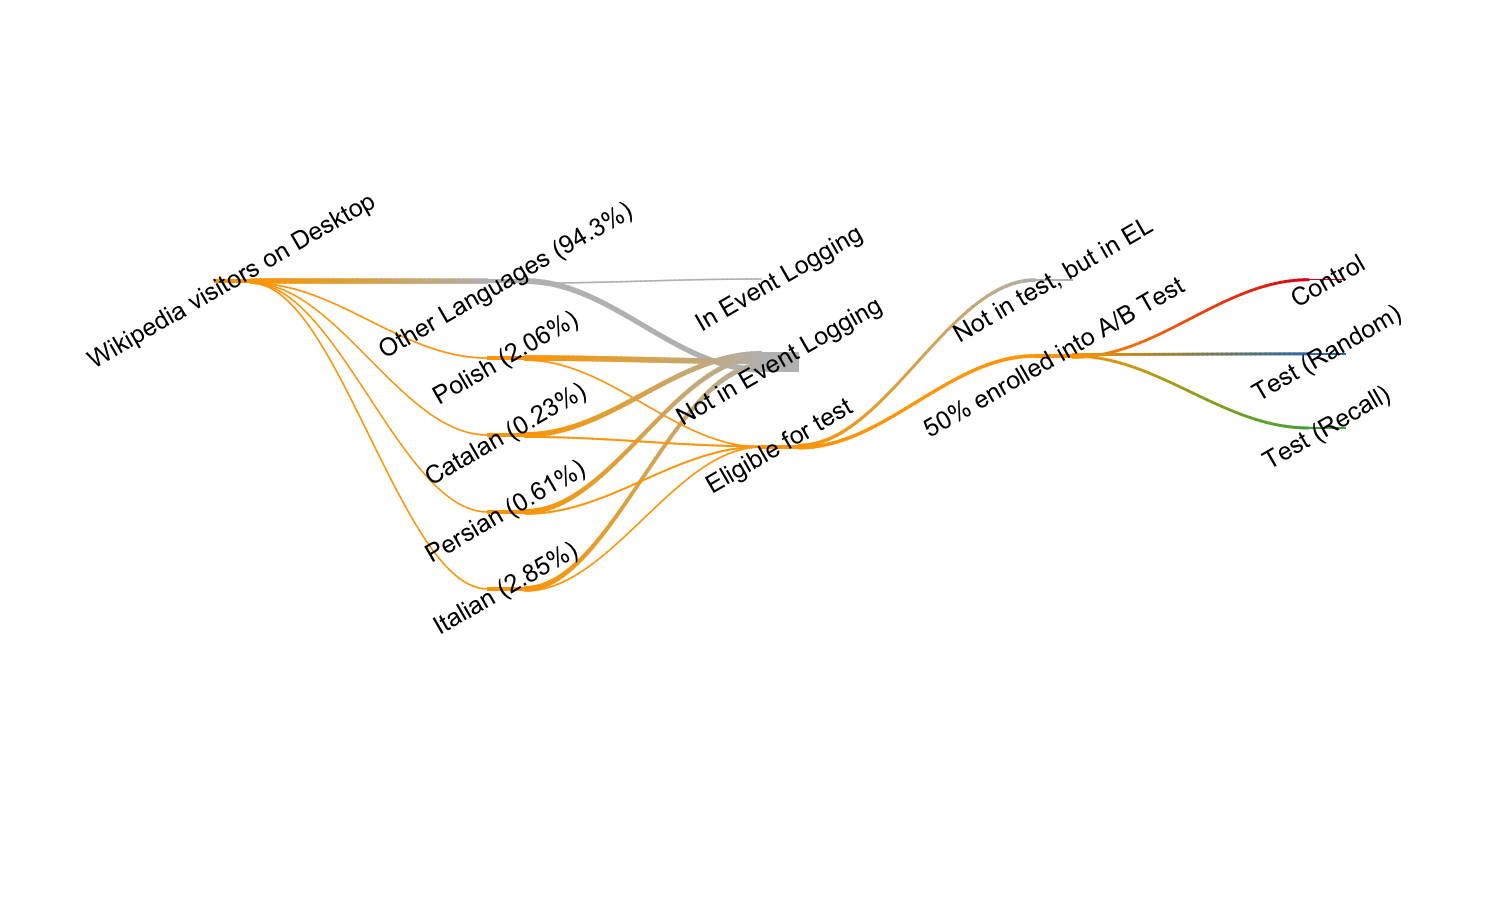 Wikipedia visitors on Desktop
Other Languages (94.3%)
Polish (2.06%)
Catalan (0.23%)
Persian (0.61%)
Italian (2.85%)
In Event Logging
Not in Event Logging
Eligible for test
Not in test, but in EL
50% enrolled into A/B Test
Control
Test (Random)
Test (Recall)